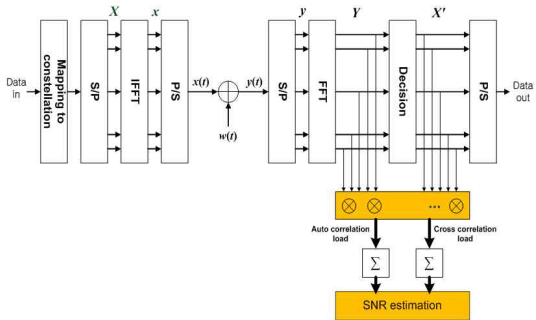 X x y Y X'
Data in
Mapping to constellation
S/P
IFFT
P/S
x(t)
w(t)
y(t)
S/P
FFT
Decision
P/S
Data out
...
Auto correlation load
Cross correlation load
Σ Σ
SNR estimation